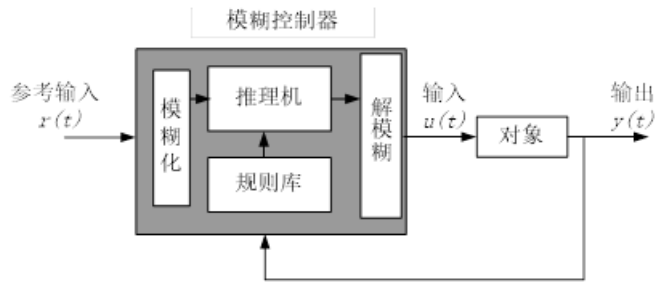 模糊控制器
参考输入
r(t)
模糊化
推理机
规则库
解模糊
输入
u(t)
对象
输出
y(t)